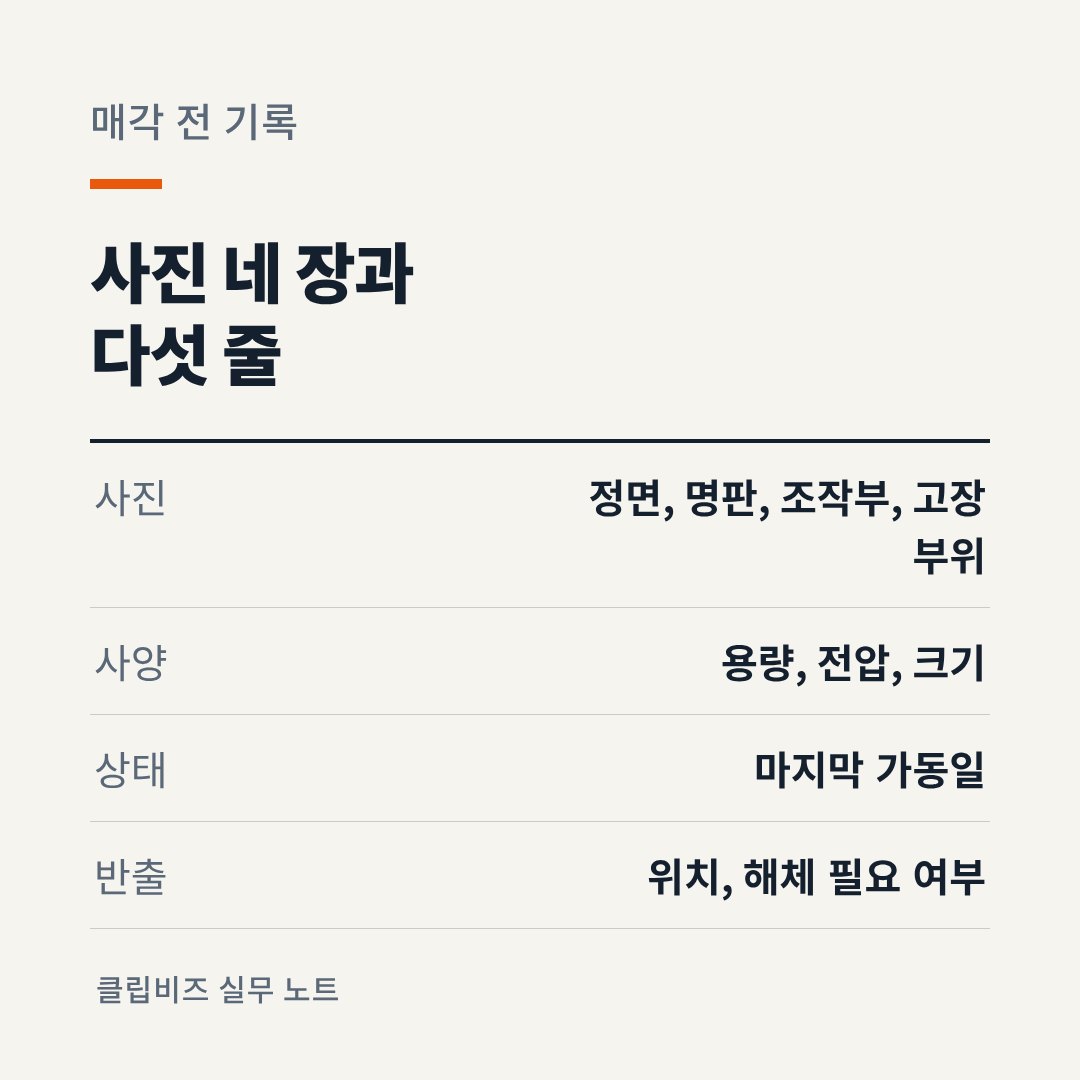 매각 전 기록
사진 네 장과
다섯 줄
사진
정면, 명판, 조작부, 고장
부위
사양
용량, 전압, 크기
상태
마지막 가동일
반출
위치, 해체 필요 여부
클립비즈 실무 노트